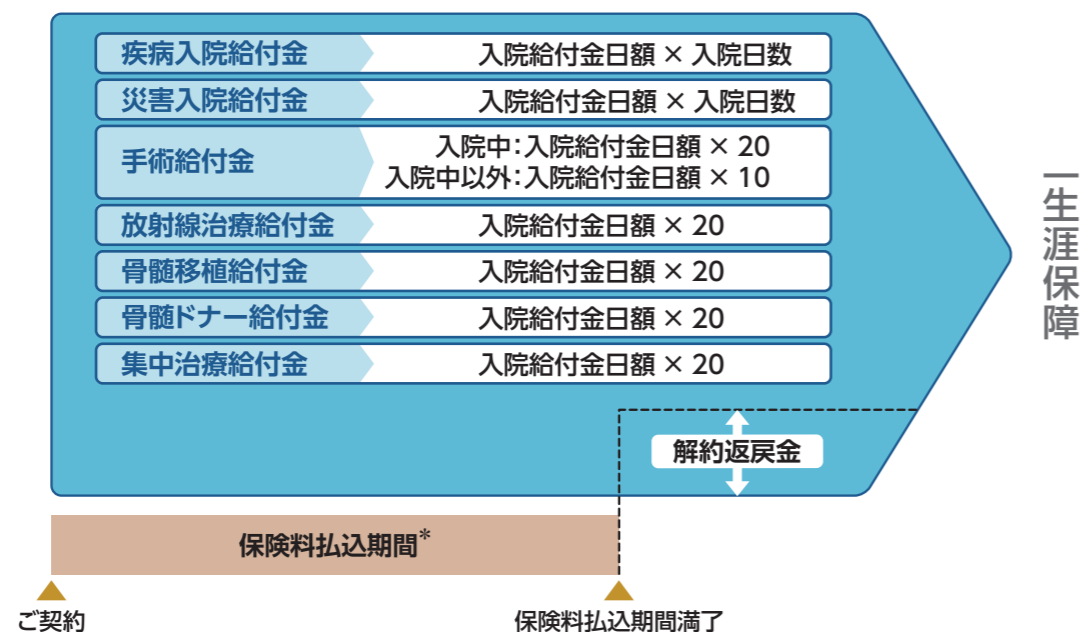 疾病入院給付金 入院給付金日額 × 入院日数
災害入院給付金 入院給付金日額 × 入院日数
手術給付金
入院中：入院給付金日額 × 20
入院中以外：入院給付金日額 × 10
放射線治療給付金 入院給付金日額 × 20
骨髄移植給付金 入院給付金日額 × 20
骨髄ドナー給付金 入院給付金日額 × 20
集中治療給付金 入院給付金日額 × 20
一生涯保障
解約返戻金
保険料払込期間*
ご契約
保険料払込期間満了